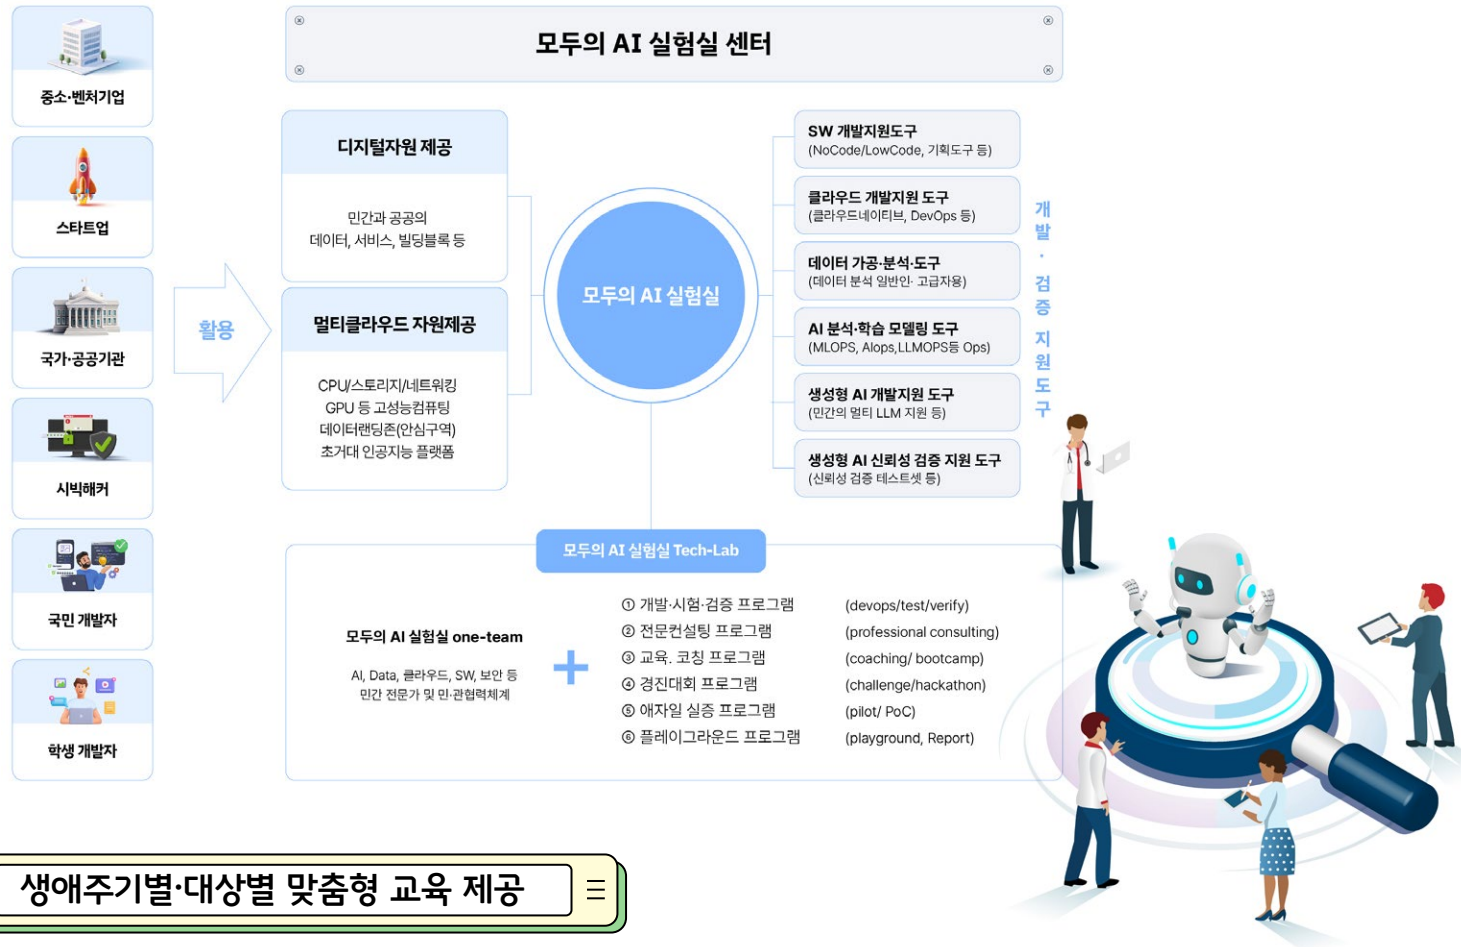 모두의 AI 실험실 센터
중소·벤처기업
스타트업
국가·공공기관
시빅해커
국민 개발자
학생 개발자
활용
디지털자원 제공
민간과 공공의
데이터, 서비스, 빌딩블록 등
멀티클라우드 자원제공
CPU/스토리지/네트워킹
GPU 등 고성능컴퓨팅
데이터랜딩존(안심구역)
초거대 인공지능 플랫폼
모두의 AI 실험실
SW 개발지원도구
(NoCode/LowCode, 기획도구 등)
클라우드 개발지원 도구
(클라우드네이티브, DevOps 등)
데이터 가공·분석·도구
(데이터 분석 일반인· 고급자용)
AI 분석·학습 모델링 도구
(MLOPS, AIops,LLMOPS등 Ops)
생성형 AI 개발지원 도구
(민간의 멀티 LLM 지원 등)
생성형 AI 신뢰성 검증 지원 도구
(신뢰성 검증 테스트셋 등)
개발·검증 지원도구
모두의 AI 실험실 Tech-Lab
모두의 AI 실험실 one-team
AI, Data, 클라우드, SW, 보안 등
민간 전문가 및 민·관협력체계
+
① 개발·시험·검증 프로그램 (devops/test/verify)
② 전문컨설팅 프로그램 (professional consulting)
③ 교육. 코칭 프로그램 (coaching/ bootcamp)
④ 경진대회 프로그램 (challenge/hackathon)
⑤ 애자일 실증 프로그램 (pilot/ PoC)
⑥ 플레이그라운드 프로그램 (playground, Report)
생애주기별·대상별 맞춤형 교육 제공